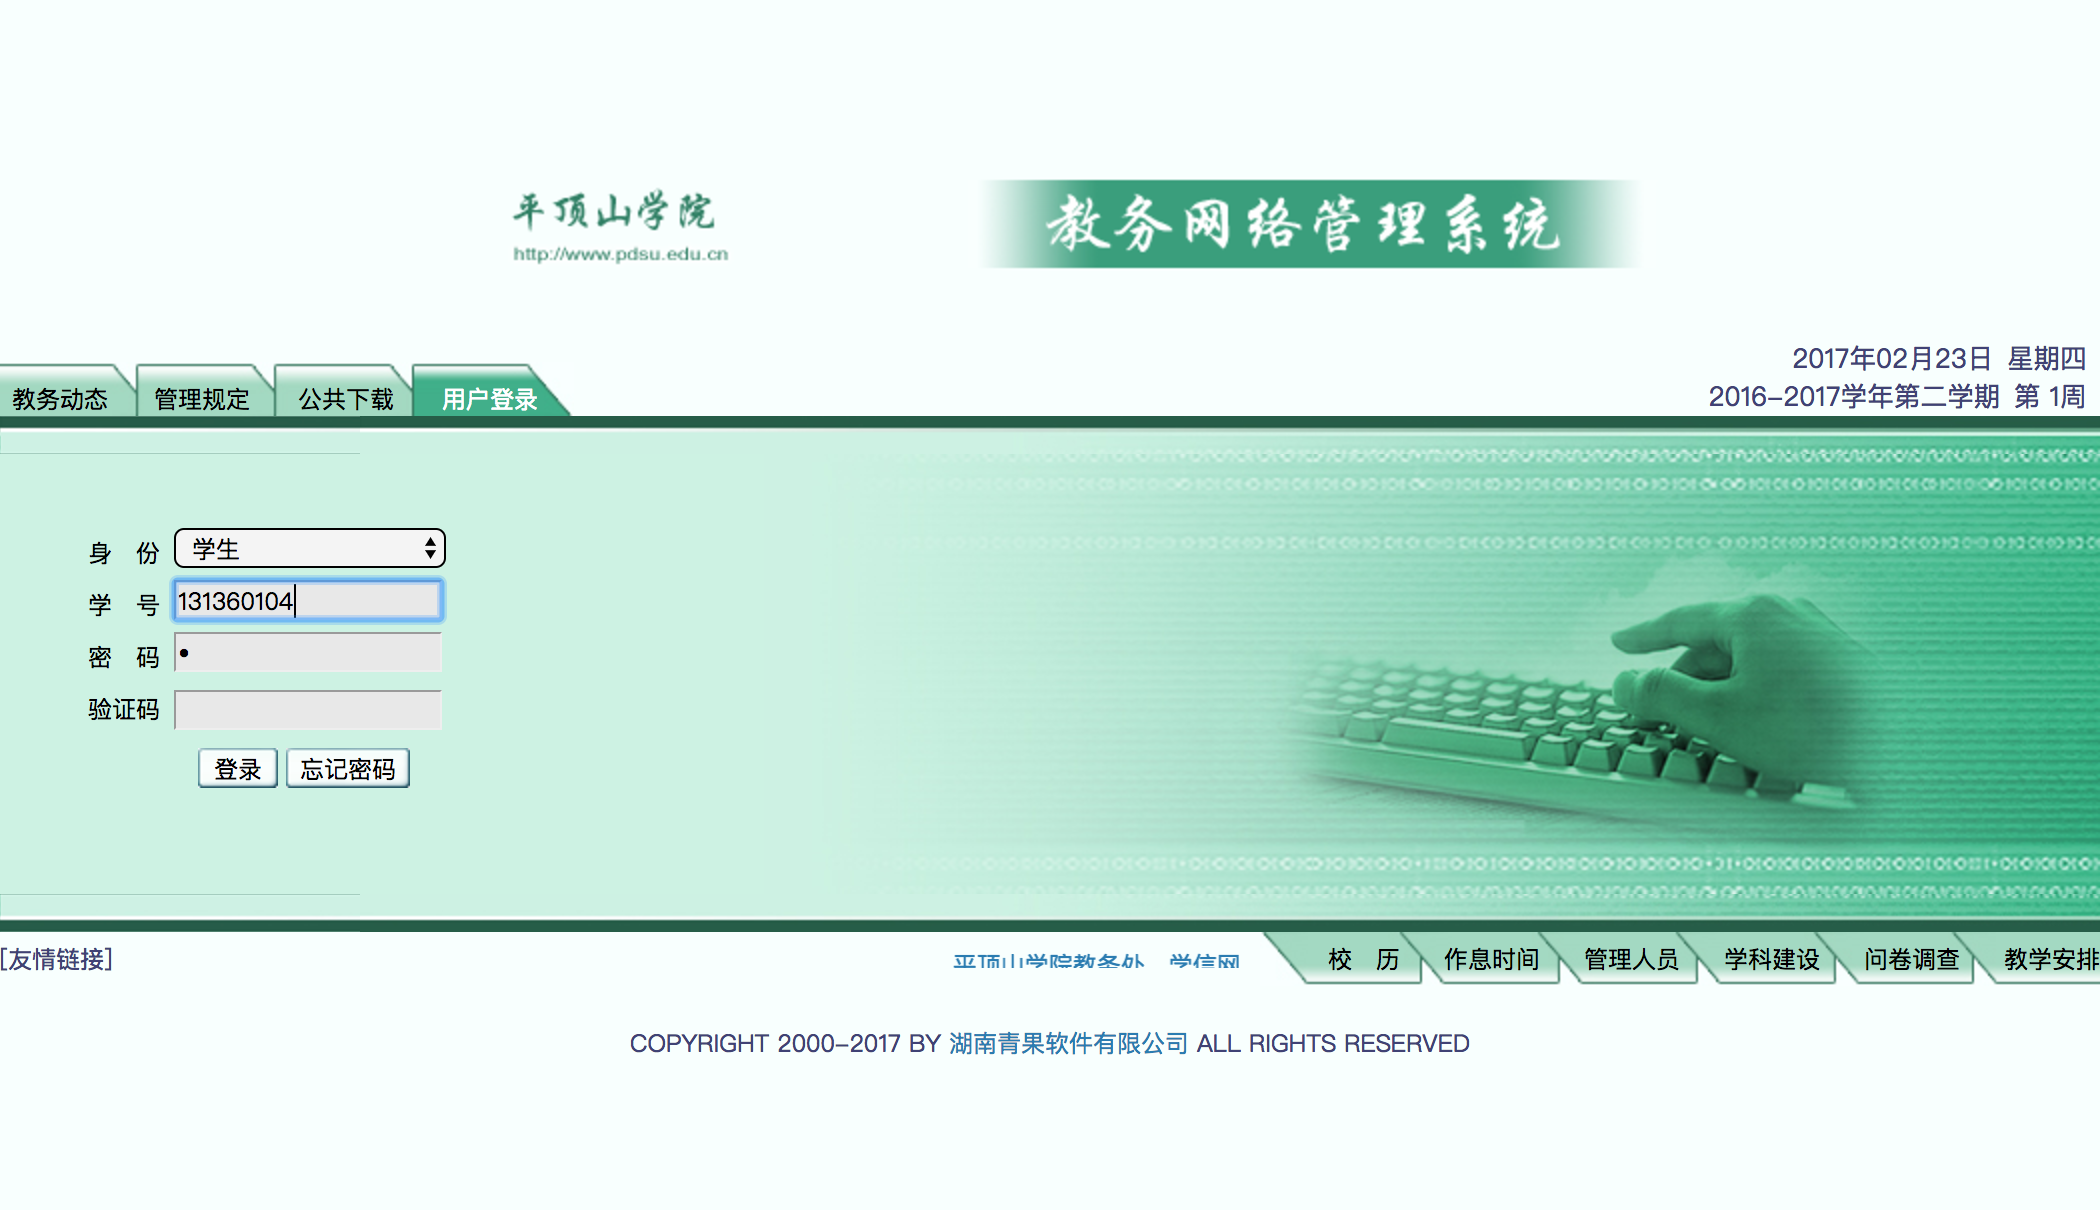 平顶山学院
http://www.pdsu.edu.cn
教务网络管理系统
2017年02月23日 星期四
2016-2017学年第二学期 第 1周
教务动态 管理规定 公共下载 用户登录
身 份 学生
学 号 131360104
密 码 •
验证码
登录 忘记密码
[友情链接] 平顶山学院教务处 学信网 校 历 作息时间 管理人员 学科建设 问卷调查 教学安排
COPYRIGHT 2000-2017 BY 湖南青果软件有限公司 ALL RIGHTS RESERVED